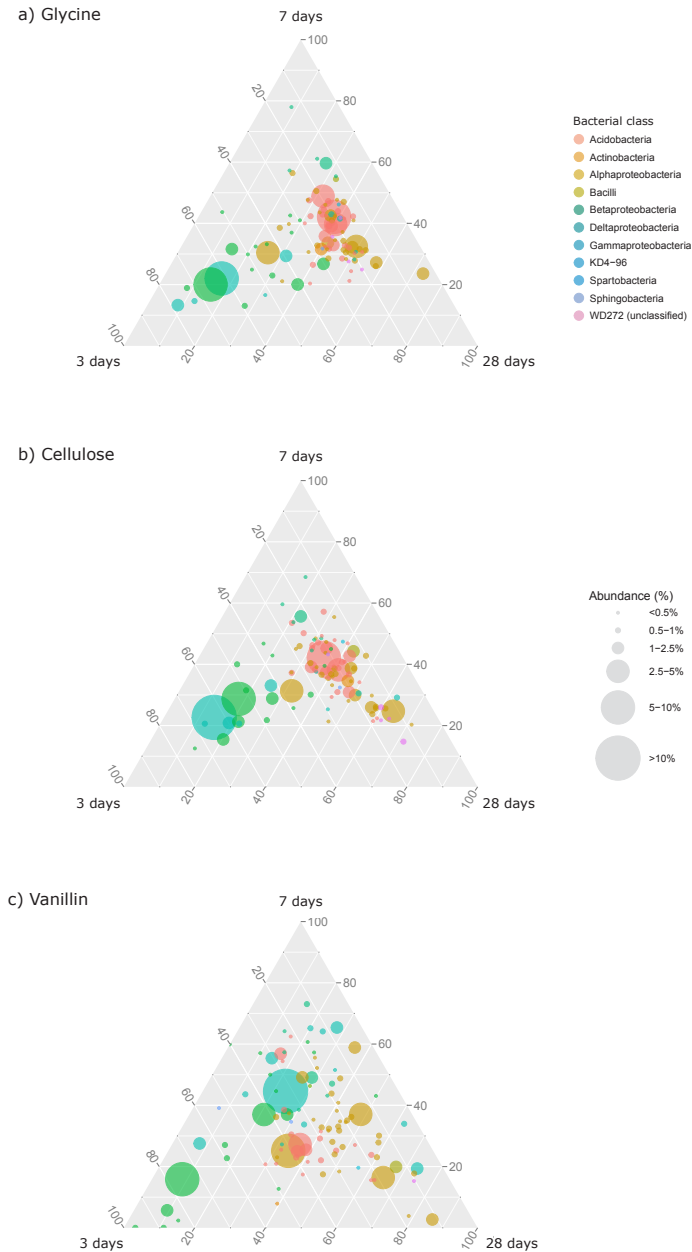 a) Glycine
7 days
100
20
80
40
60
60
40
80
20
100
3 days
20
40
60
80
100
28 days
Bacterial class
Acidobacteria
Actinobacteria
Alphaproteobacteria
Bacilli
Betaproteobacteria
Deltaproteobacteria
Gammaproteobacteria
KD4−96
Spartobacteria
Sphingobacteria
WD272 (unclassified)
b) Cellulose
7 days
100
20
80
40
60
60
40
80
20
100
3 days
20
40
60
80
100
28 days
Abundance (%)
<0.5%
0.5−1%
1−2.5%
2.5−5%
5−10%
>10%
c) Vanillin
7 days
100
20
80
40
60
60
40
80
20
100
3 days
20
40
60
80
100
28 days